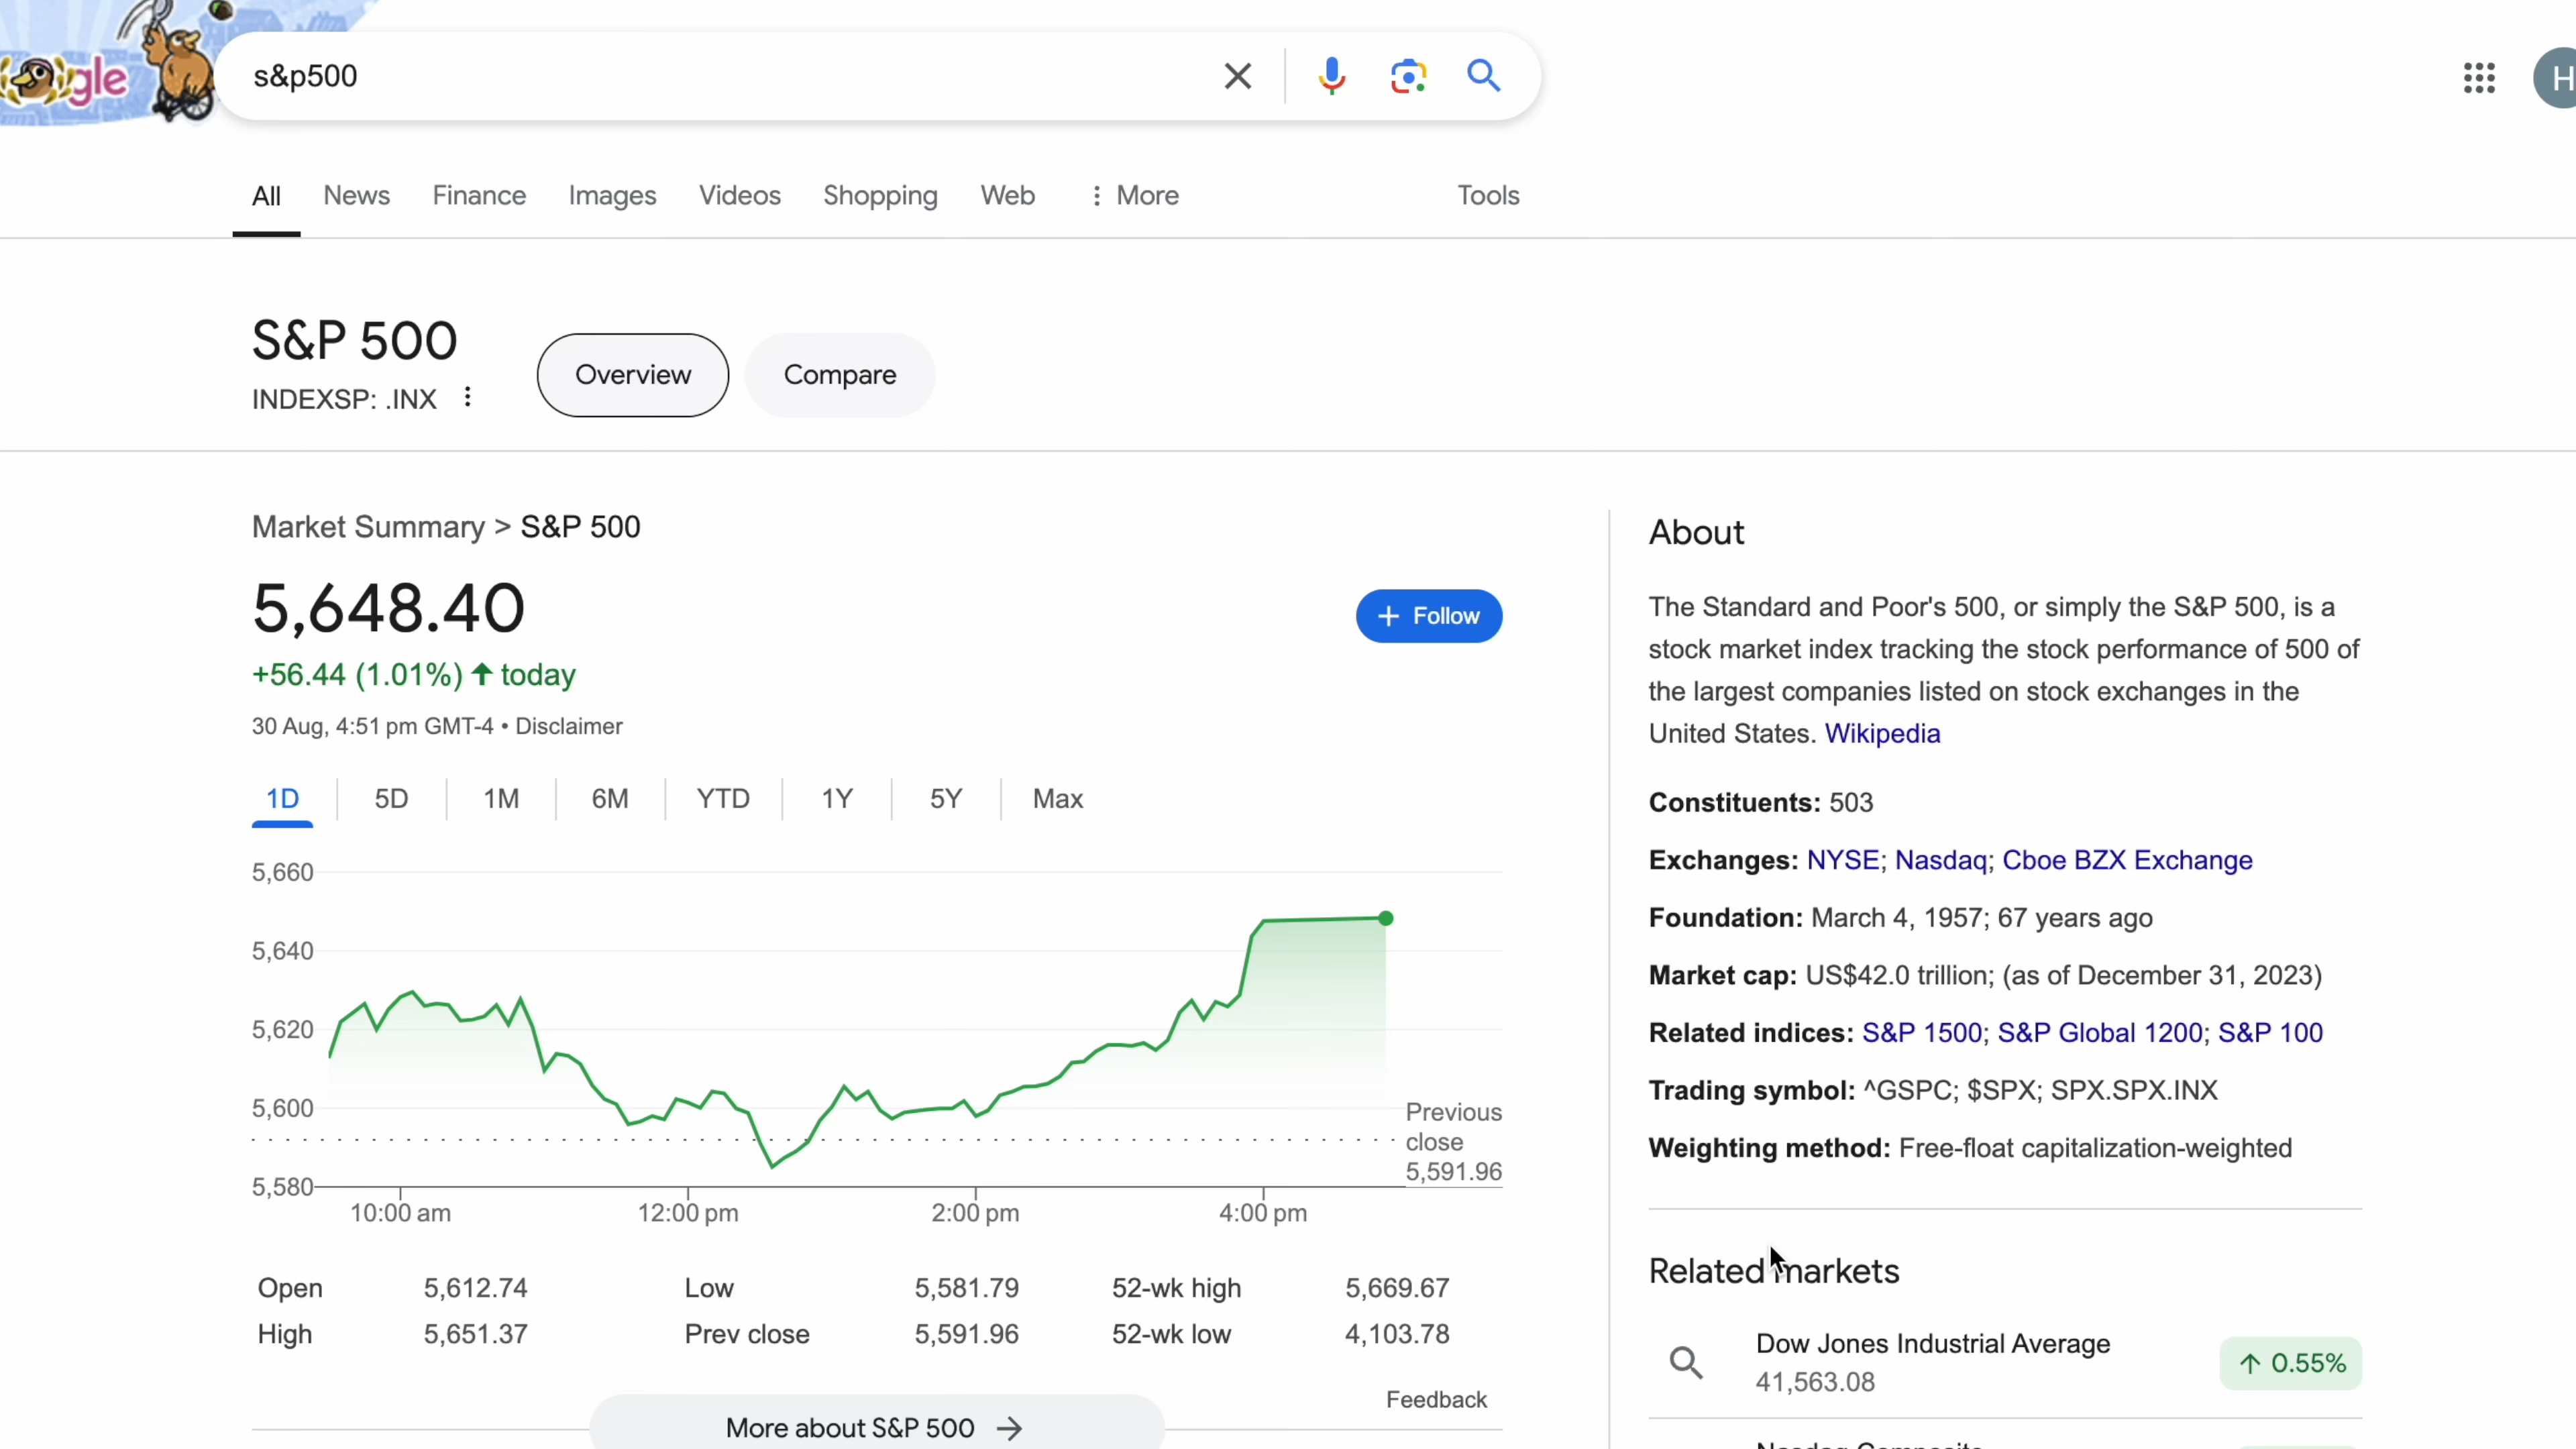 gle
s&p500
H
All News Finance Images Videos Shopping Web More Tools
S&P 500
INDEXSP: .INX
Overview
Compare
Market Summary > S&P 500
5,648.40
+56.44 (1.01%) today
30 Aug, 4:51 pm GMT-4 • Disclaimer
+ Follow
1D 5D 1M 6M YTD 1Y 5Y Max
5,660
5,640
5,620
5,600
5,580
Previous
close
5,591.96
10:00 am 12:00 pm 2:00 pm 4:00 pm
Open 5,612.74 Low 5,581.79 52-wk high 5,669.67
High 5,651.37 Prev close 5,591.96 52-wk low 4,103.78
Feedback
More about S&P 500
About
The Standard and Poor's 500, or simply the S&P 500, is a
stock market index tracking the stock performance of 500 of
the largest companies listed on stock exchanges in the
United States. Wikipedia
Constituents: 503
Exchanges: NYSE; Nasdaq; Cboe BZX Exchange
Foundation: March 4, 1957; 67 years ago
Market cap: US$42.0 trillion; (as of December 31, 2023)
Related indices: S&P 1500; S&P Global 1200; S&P 100
Trading symbol: ^GSPC; $SPX; SPX.SPX.INX
Weighting method: Free-float capitalization-weighted
Related markets
Dow Jones Industrial Average
41,563.08
0.55%